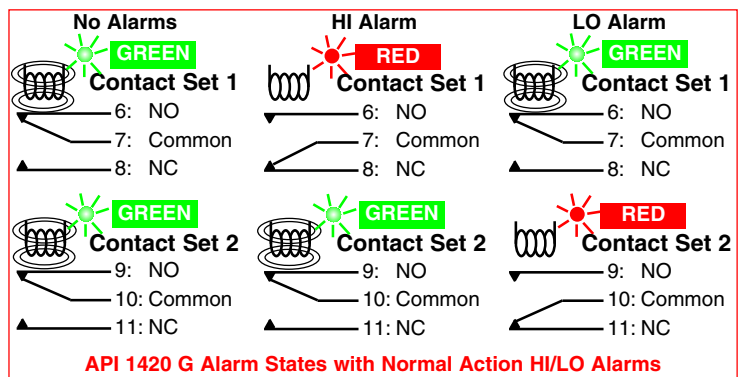 No Alarms
GREEN
Contact Set 1
6: NO
7: Common
8: NC
HI Alarm
RED
Contact Set 1
6: NO
7: Common
8: NC
LO Alarm
GREEN
Contact Set 1
6: NO
7: Common
8: NC
GREEN
Contact Set 2
9: NO
10: Common
11: NC
GREEN
Contact Set 2
9: NO
10: Common
11: NC
RED
Contact Set 2
9: NO
10: Common
11: NC
API 1420 G Alarm States with Normal Action HI/LO Alarms